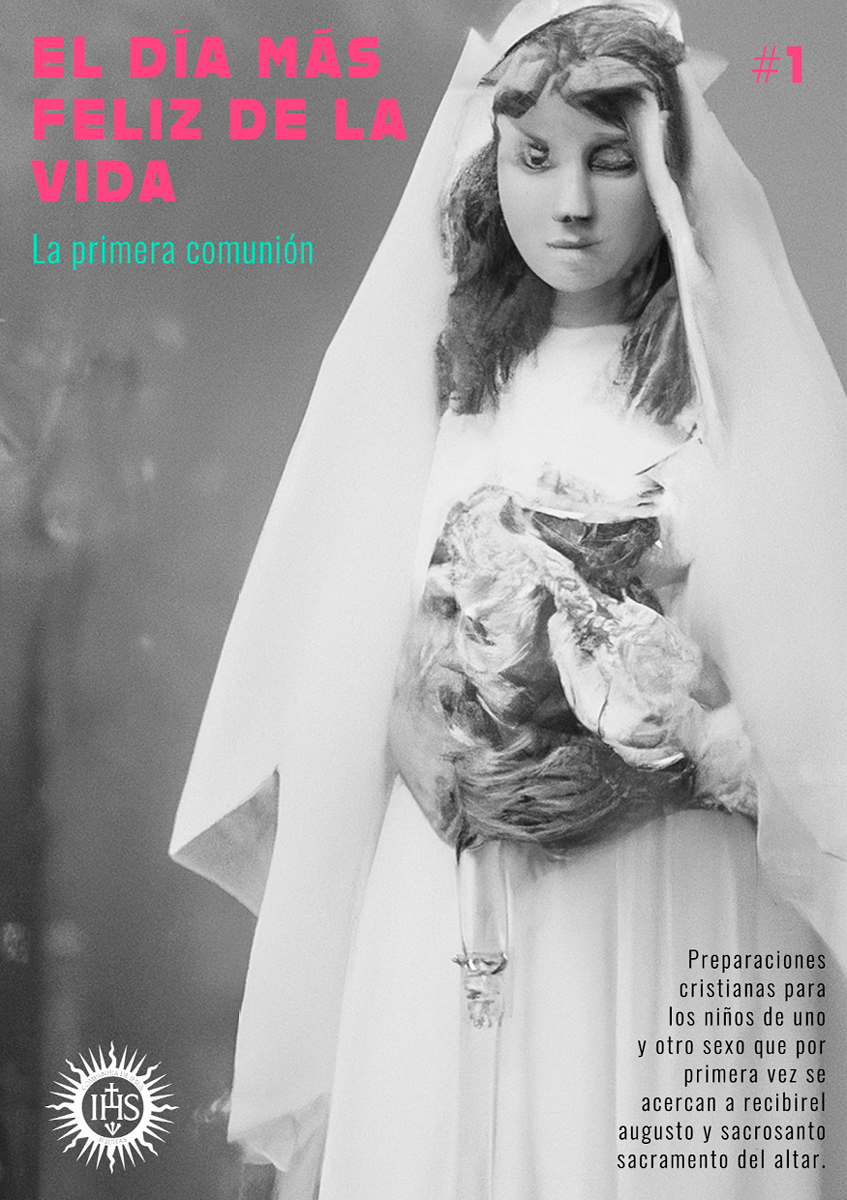 EL DÍA MÁS
FELIZ DE LA
VIDA
#1
La primera comunión
Preparaciones
cristianas para
los niños de uno
y otro sexo que por
primera vez se
acercan a recibirel
augusto y sacrosanto
sacramento del altar.
IHS